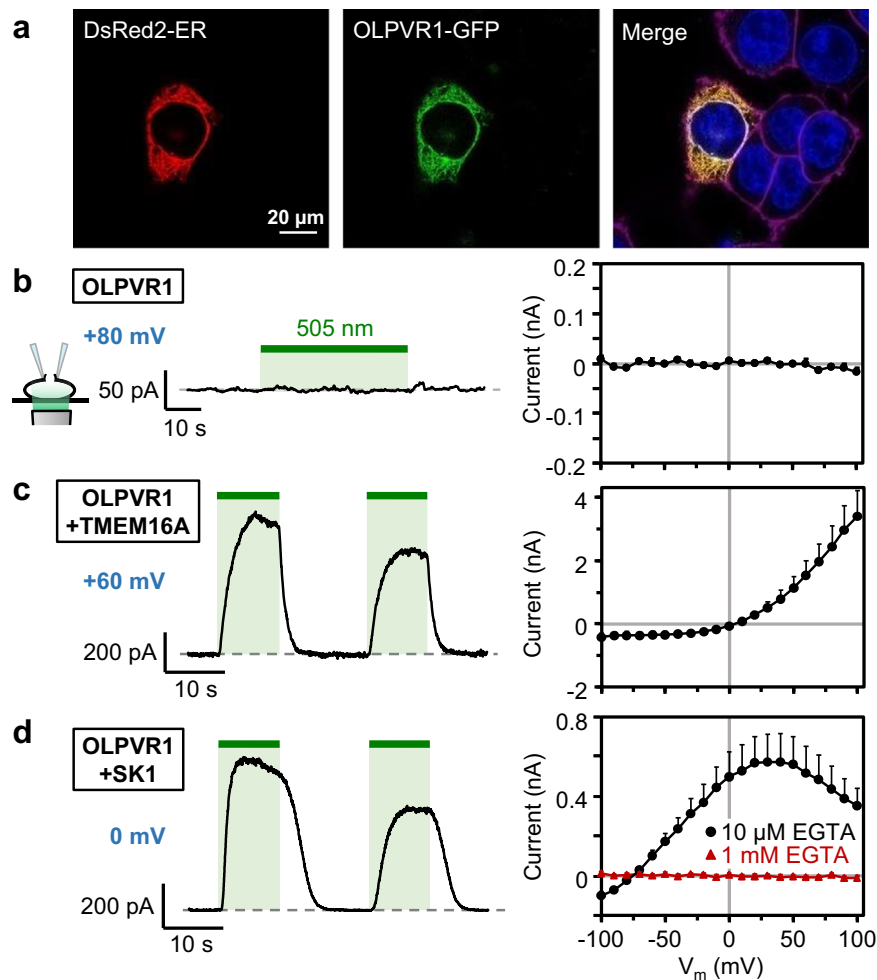 a
DsRed2-ER
OLPVR1-GFP
Merge
20 µm
b
OLPVR1
+80 mV
505 nm
50 pA
10 s
Current (nA)
0.2
0.1
0
-0.1
-0.2
c
OLPVR1
+TMEM16A
+60 mV
200 pA
10 s
Current (nA)
4
2
0
-2
d
OLPVR1
+SK1
0 mV
200 pA
10 s
Current (nA)
0.8
0.4
0
10 µM EGTA
1 mM EGTA
-100
-50
0
50
100
Vm (mV)